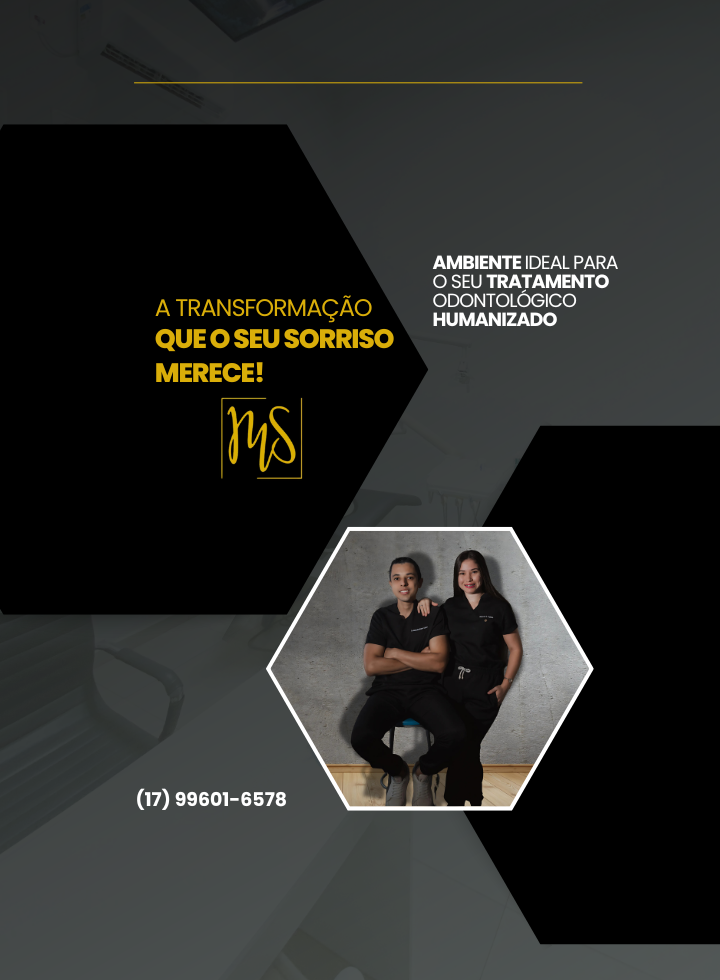 AMBIENTE IDEAL PARA
O SEU TRATAMENTO
ODONTOLÓGICO
HUMANIZADO
A TRANSFORMAÇÃO
QUE O SEU SORRISO
MERECE!
MS
(17) 99601-6578